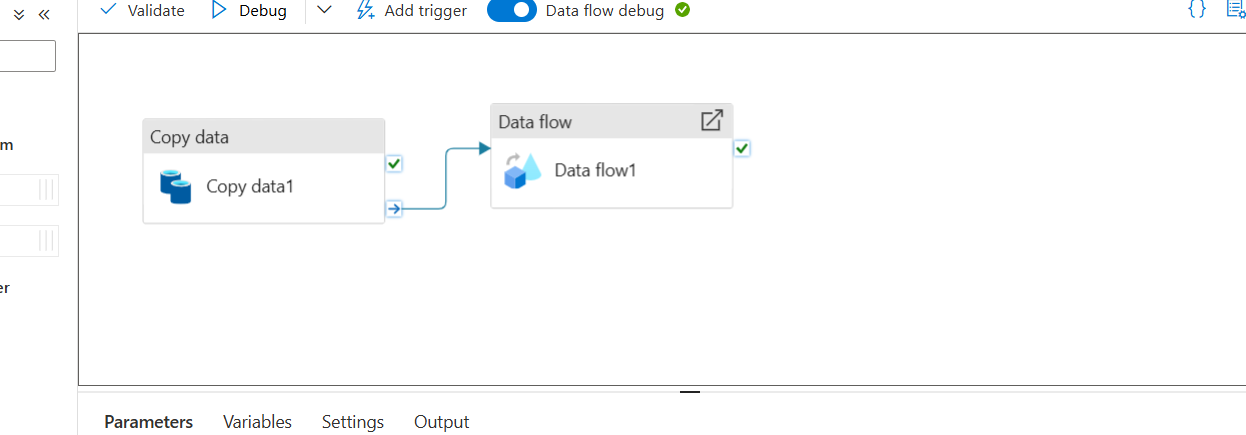 Validate Debug Add trigger Data flow debug {}
m
er
Copy data
Copy data1
Data flow
Data flow1
Parameters Variables Settings Output